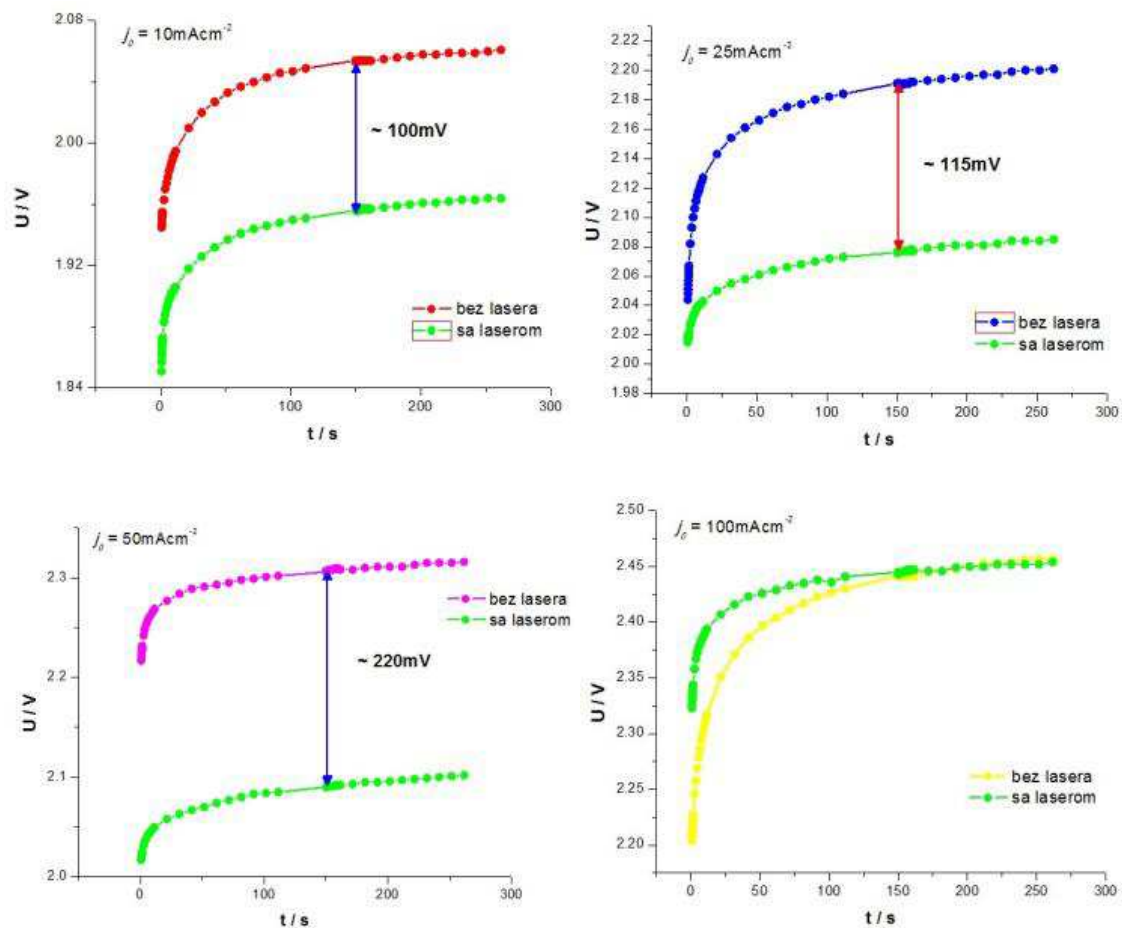 j₀ = 10mAcm⁻²
2.08
2.00
1.92
1.84
U / V
~ 100mV
bez lasera
sa laserom
0 100 200 300
t / s
j₀ = 25mAcm⁻²
2.22
2.20
2.18
2.16
2.14
2.12
2.10
2.08
2.06
2.04
2.02
2.00
1.98
U / V
~ 115mV
bez lasera
sa laserom
0 50 100 150 200 250 300
t / s
j₀ = 50mAcm⁻²
2.3
2.2
2.1
2.0
U / V
bez lasera
sa laserom
~ 220mV
0 100 200 300
t / s
j₀ = 100mAcm⁻²
2.50
2.45
2.40
2.35
2.30
2.25
2.20
U / V
bez lasera
sa laserom
0 50 100 150 200 250 300
t / s